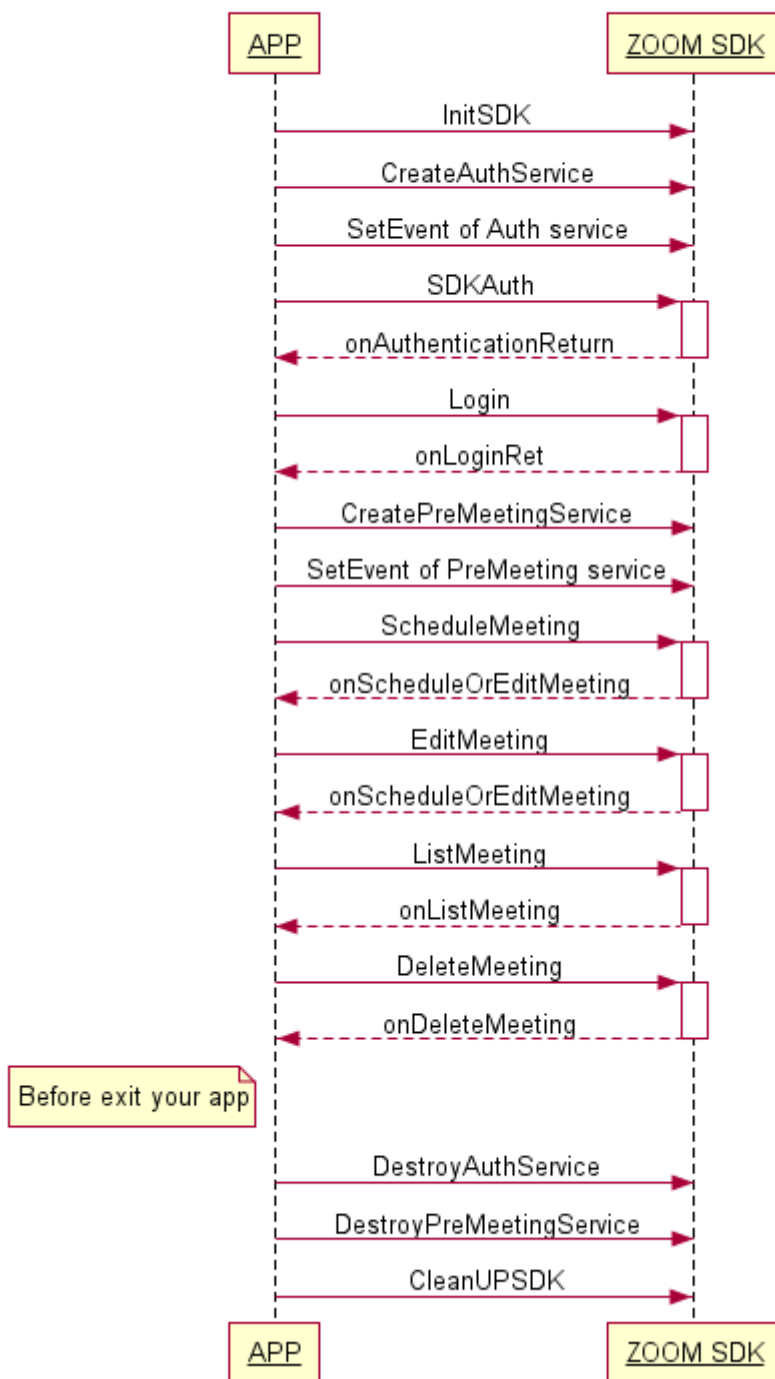 APP
ZOOM SDK
InitSDK
CreateAuthService
SetEvent of Auth service
SDKAuth
onAuthenticationReturn
Login
onLoginRet
CreatePreMeetingService
SetEvent of PreMeeting service
ScheduleMeeting
onScheduleOrEditMeeting
EditMeeting
onScheduleOrEditMeeting
ListMeeting
onListMeeting
DeleteMeeting
onDeleteMeeting
Before exit your app
DestroyAuthService
DestroyPreMeetingService
CleanUPSDK
APP
ZOOM SDK